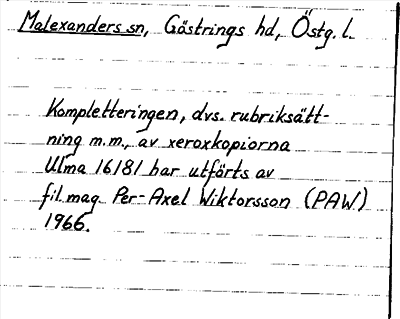 Malexanders sn, Göstrings hd, Östg. l.
Kompletteringen, dvs. rubriksätt-
ning m.m., av xeroxkopiorna
Ulma 16181 har utförts av
fil. mag. Per-Axel Wiktorsson (PAW)
1966.